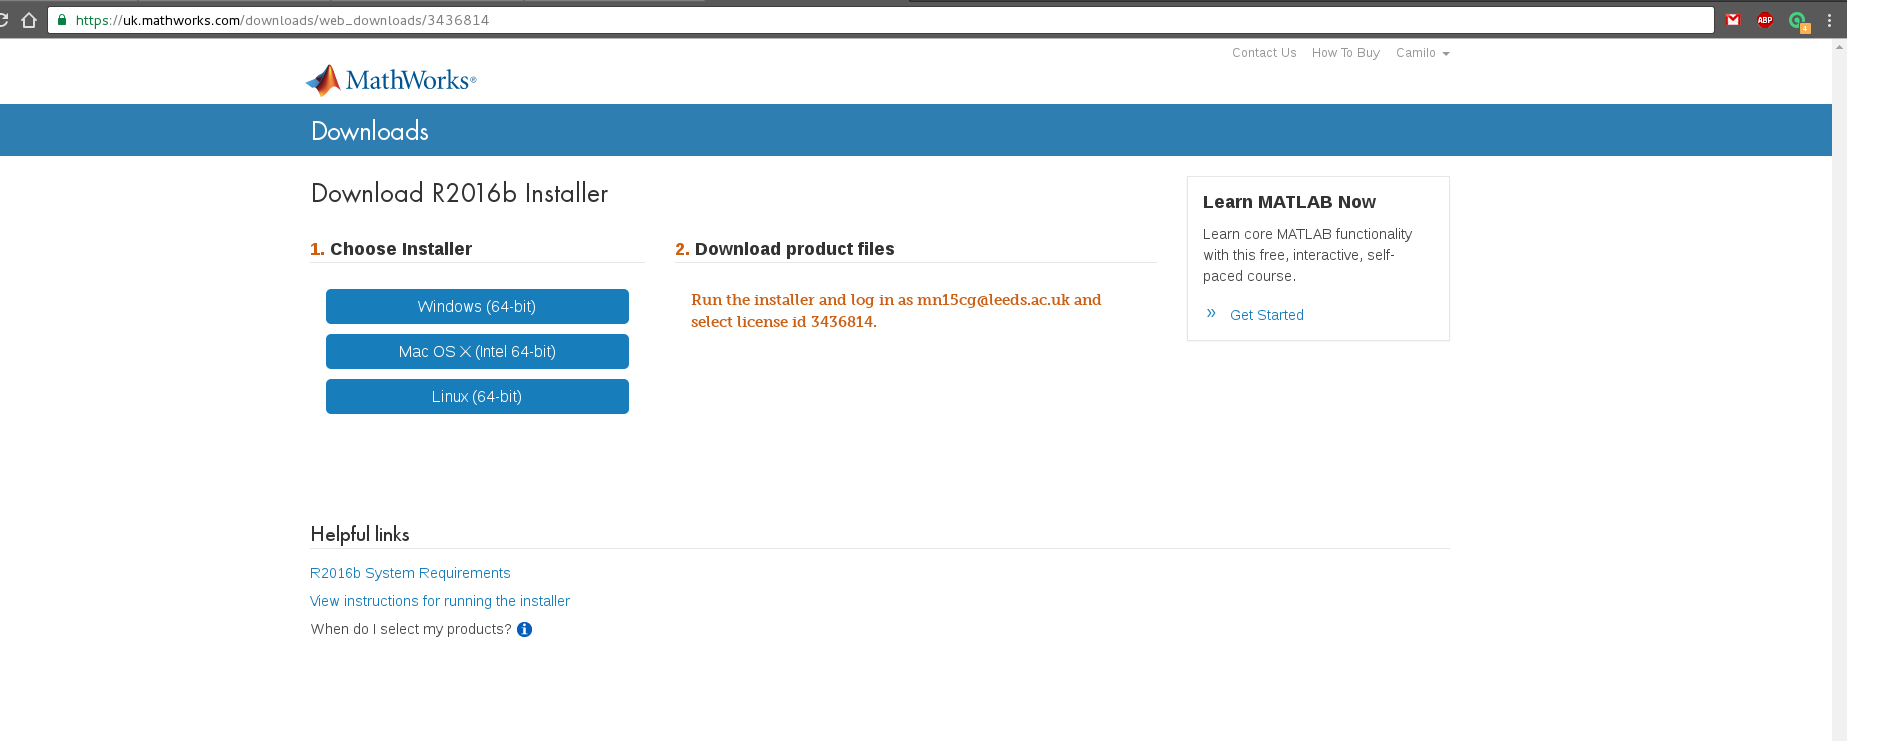 https://uk.mathworks.com/downloads/web_downloads/3436814
ABP
4
Contact Us How To Buy Camilo
MathWorks®
Downloads
Download R2016b Installer
1. Choose Installer
Windows (64-bit)
Mac OS X (Intel 64-bit)
Linux (64-bit)
2. Download product files
Run the installer and log in as mn15cg@leeds.ac.uk and
select license id 3436814.
Learn MATLAB Now
Learn core MATLAB functionality
with this free, interactive, self-
paced course.
» Get Started
Helpful links
R2016b System Requirements
View instructions for running the installer
When do I select my products?